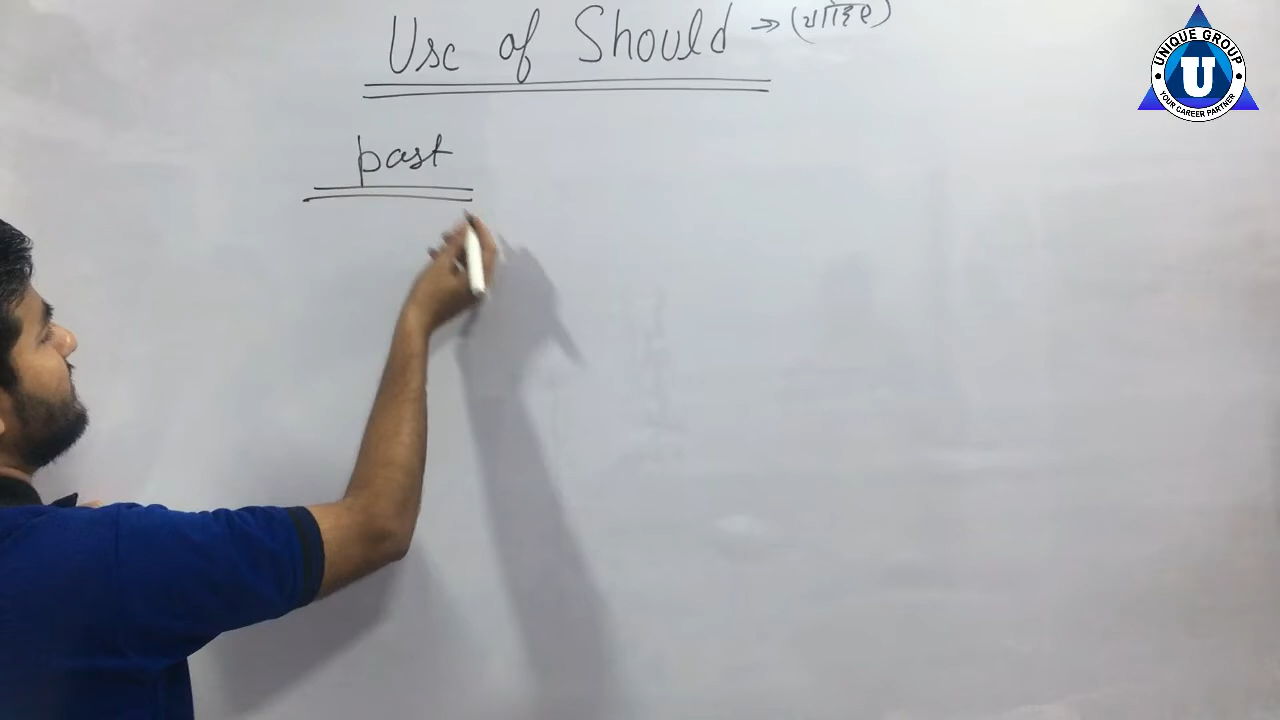 Use of Should ->> (चाहिए)
past
UNIQUE GROUP
U
YOUR CAREER PARTNER